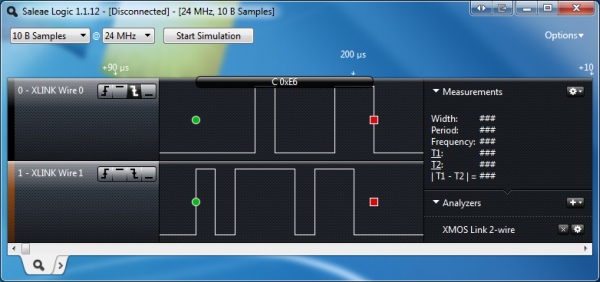 Saleae Logic 1.1.12 - [Disconnected] - [24 MHz, 10 B Samples]
10 B Samples @ 24 MHz Start Simulation Options
200 µs
+90 µs +10
C 0xE6
0 - XLINK Wire 0
Measurements
Width: ###
Period: ###
Frequency: ###
T1: ###
T2: ###
| T1 - T2 | = ###
1 - XLINK Wire 1
Analyzers
XMOS Link 2-wire